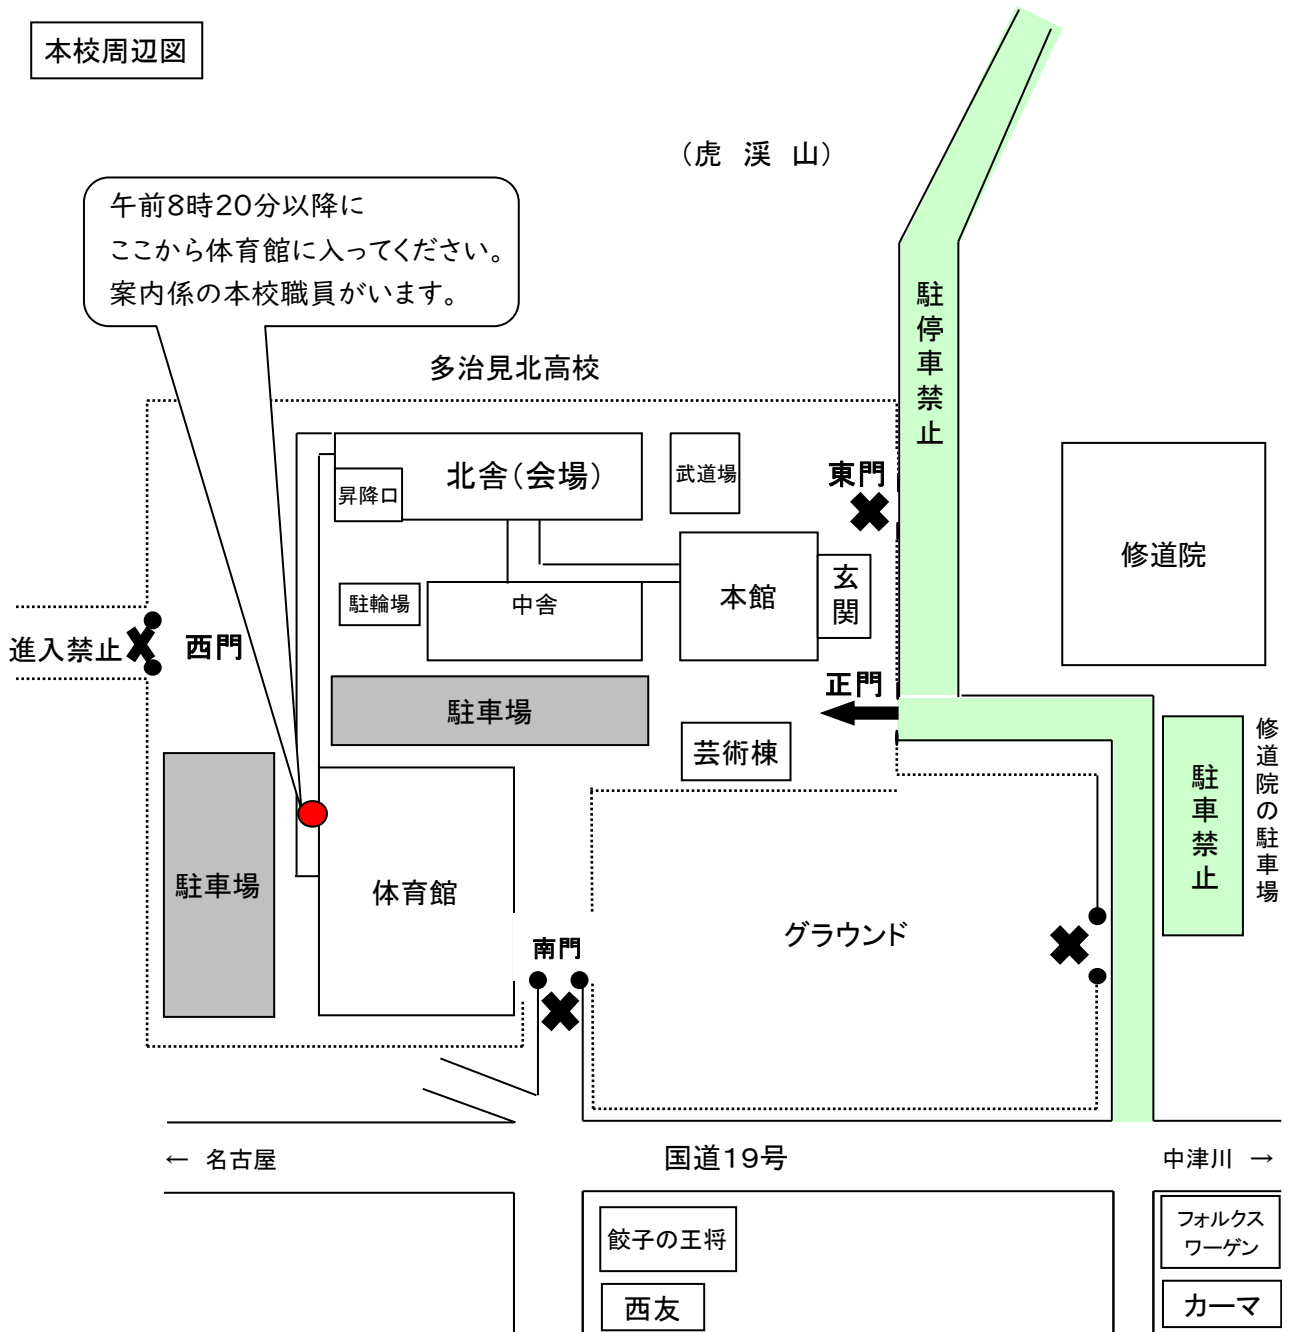 本校周辺図
（虎 渓 山）
午前8時20分以降に
ここから体育館に入ってください。
案内係の本校職員がいます。
駐停車禁止
多治見北高校
北舎（会場）
武道場
東門
昇降口
修道院
本館
玄関
駐輪場
中舎
進入禁止
西門
正門
駐車場
芸術棟
駐車禁止
修道院の駐車場
駐車場
体育館
グラウンド
南門
← 名古屋
国道19号
中津川 →
餃子の王将
フォルクス
ワーゲン
西友
カーマ